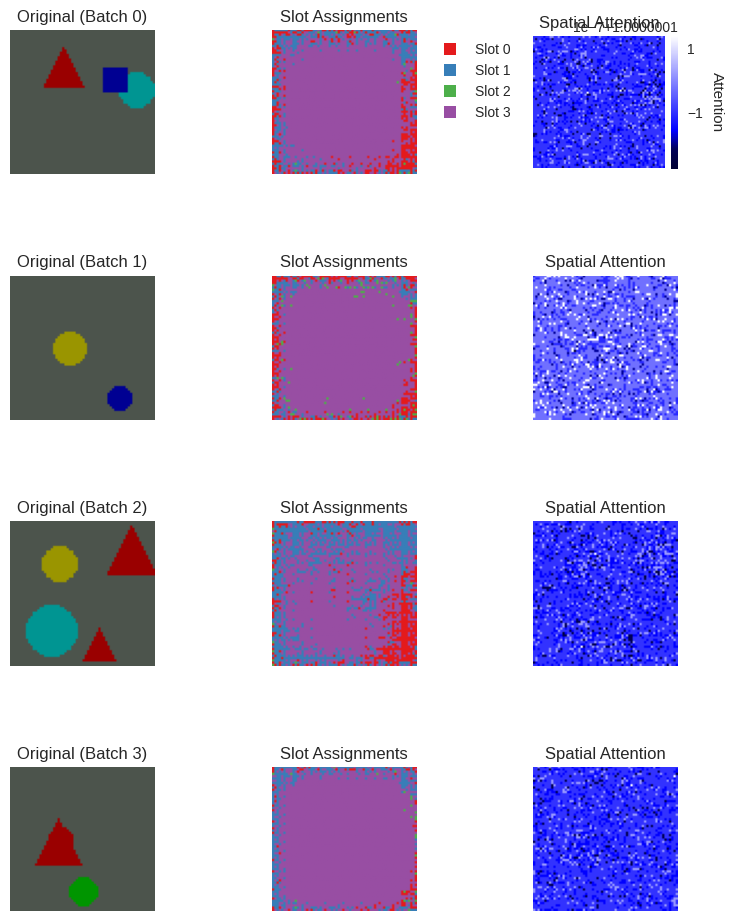 Original (Batch 0)
Slot Assignments
Slot 0
Slot 1
Slot 2
Slot 3
Spatial Attention
1e−7+1.0000001
1
−1
Attention
Original (Batch 1)
Slot Assignments
Spatial Attention
Original (Batch 2)
Slot Assignments
Spatial Attention
Original (Batch 3)
Slot Assignments
Spatial Attention